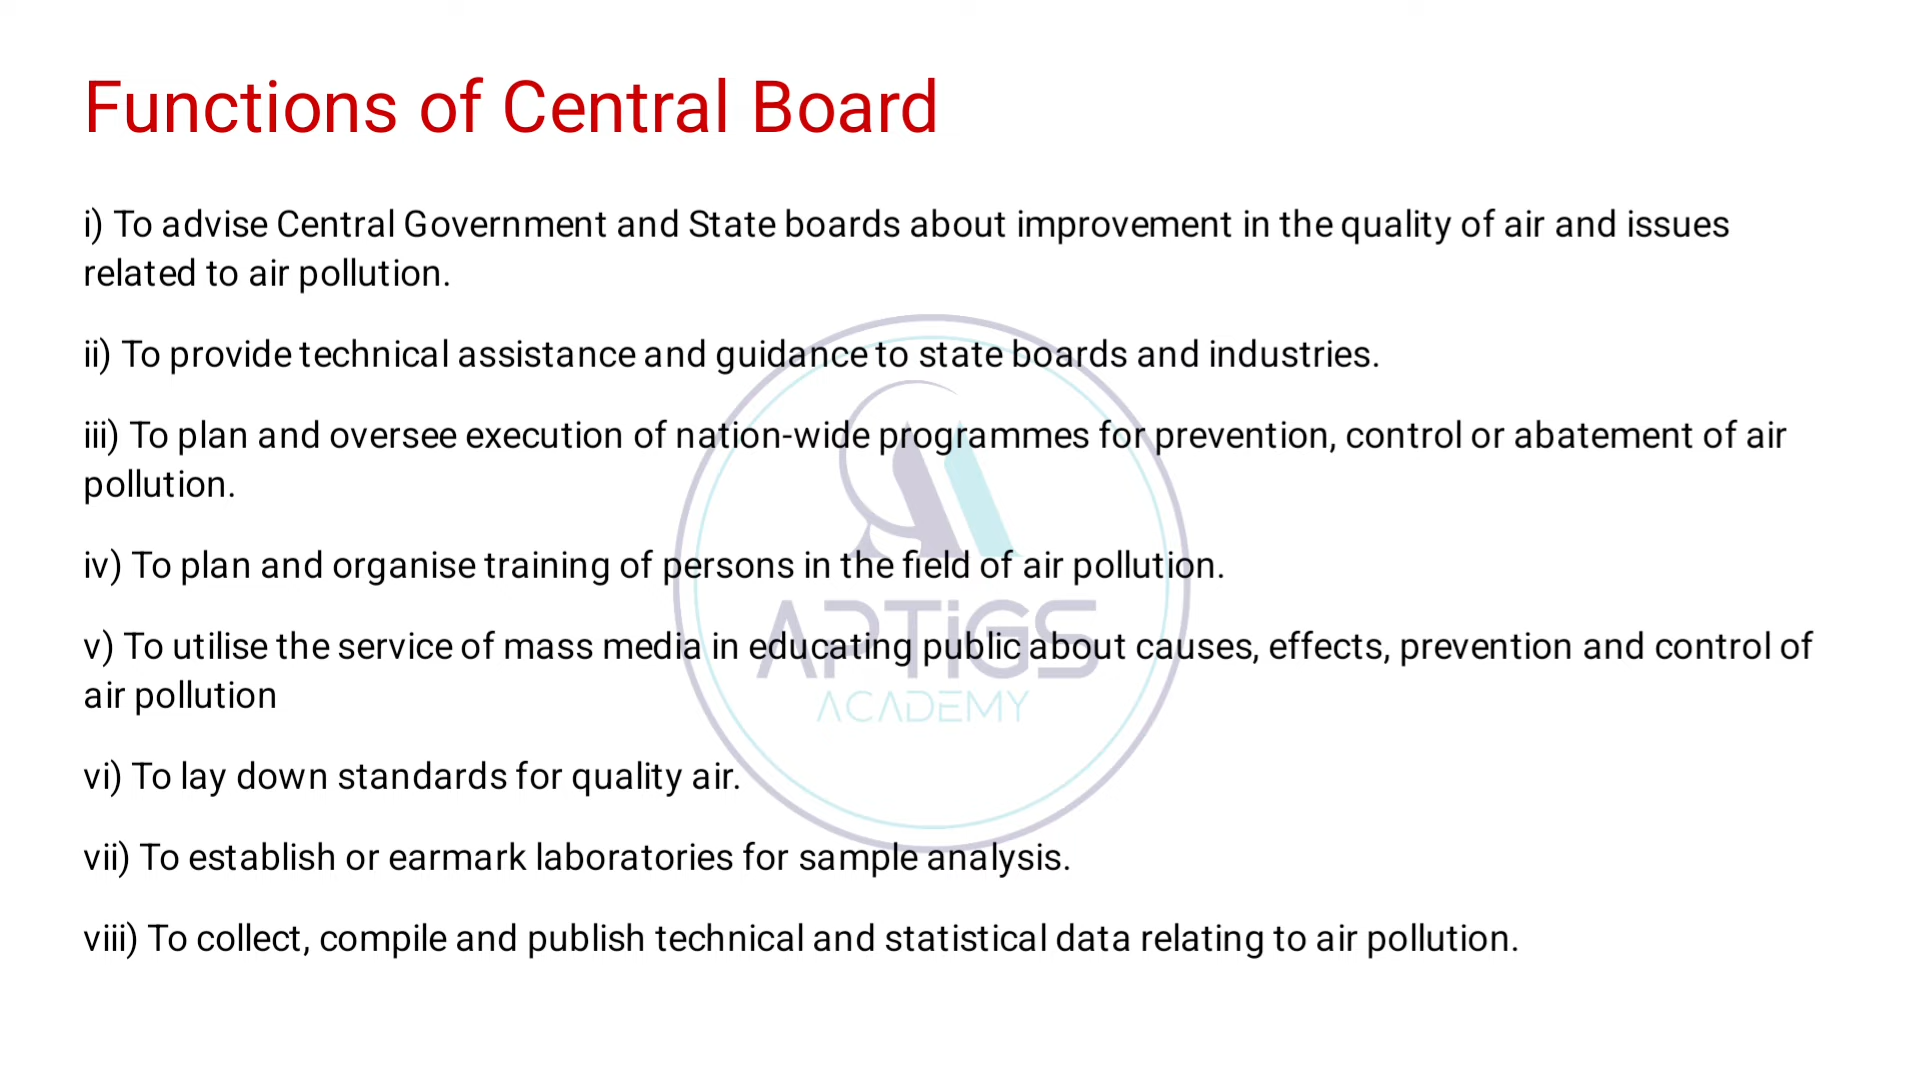 Functions of Central Board
i) To advise Central Government and State boards about improvement in the quality of air and issues
related to air pollution.
ii) To provide technical assistance and guidance to state boards and industries.
iii) To plan and oversee execution of nation-wide programmes for prevention, control or abatement of air
pollution.
iv) To plan and organise training of persons in the field of air pollution.
v) To utilise the service of mass media in educating public about causes, effects, prevention and control of
air pollution
APTiGS
ACADEMY
vi) To lay down standards for quality air.
vii) To establish or earmark laboratories for sample analysis.
viii) To collect, compile and publish technical and statistical data relating to air pollution.